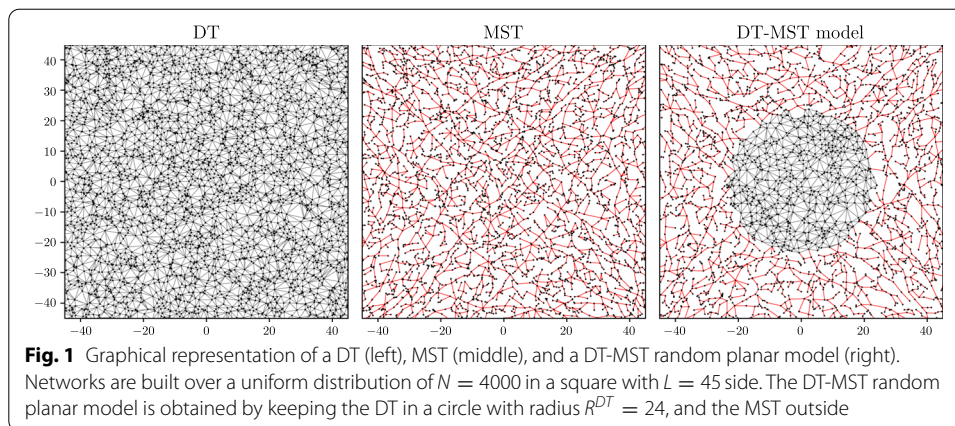 DT
MST
DT-MST model
40
30
20
10
0
−10
−20
−30
−40
−40 −20 0 20 40
−40 −20 0 20 40
−40 −20 0 20 40
Fig. 1 Graphical representation of a DT (left), MST (middle), and a DT-MST random planar model (right).
Networks are built over a uniform distribution of N = 4000 in a square with L = 45 side. The DT-MST random
planar model is obtained by keeping the DT in a circle with radius R^DT = 24, and the MST outside